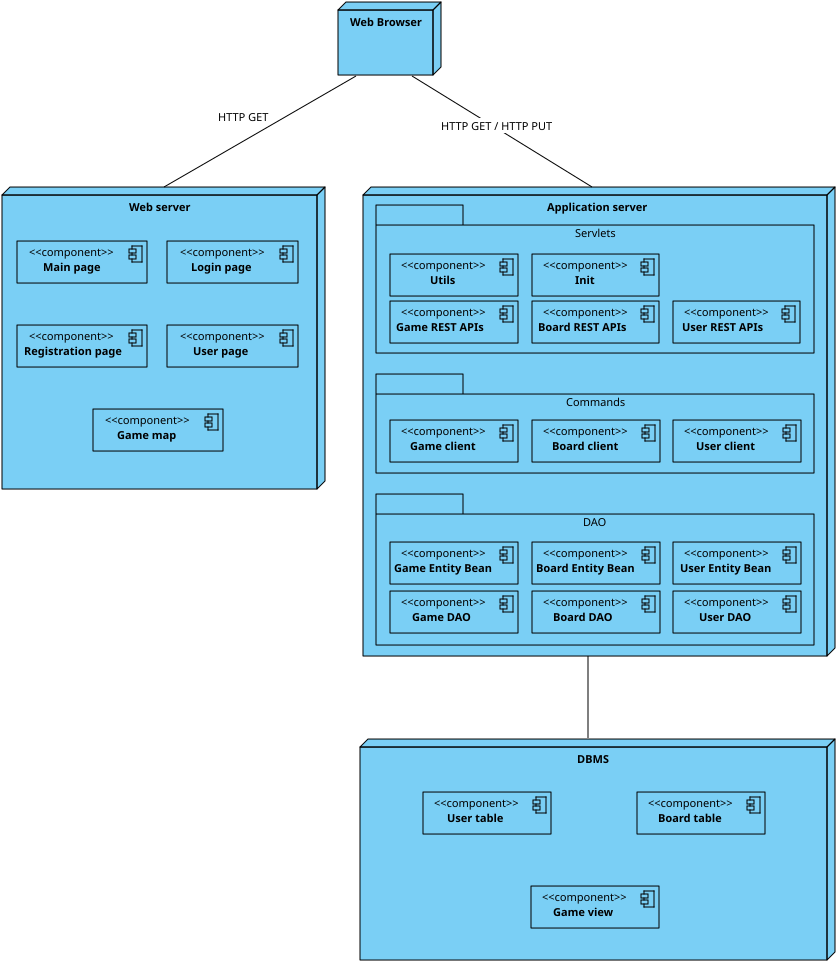 Web Browser
HTTP GET
HTTP GET / HTTP PUT
Web server
<<component>>
Main page
<<component>>
Login page
<<component>>
Registration page
<<component>>
User page
<<component>>
Game map
Application server
Servlets
<<component>>
Utils
<<component>>
Init
<<component>>
Game REST APIs
<<component>>
Board REST APIs
<<component>>
User REST APIs
Commands
<<component>>
Game client
<<component>>
Board client
<<component>>
User client
DAO
<<component>>
Game Entity Bean
<<component>>
Board Entity Bean
<<component>>
User Entity Bean
<<component>>
Game DAO
<<component>>
Board DAO
<<component>>
User DAO
DBMS
<<component>>
User table
<<component>>
Board table
<<component>>
Game view